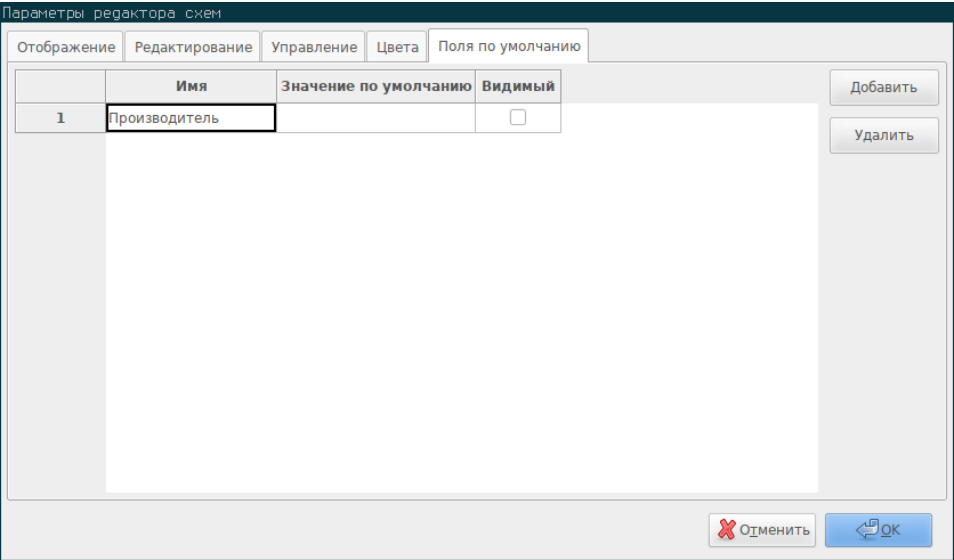 Параметры редактора схем
Отображение Редактирование Управление Цвета Поля по умолчанию
Имя Значение по умолчанию Видимый Добавить
1 Производитель
Удалить
Отменить OK